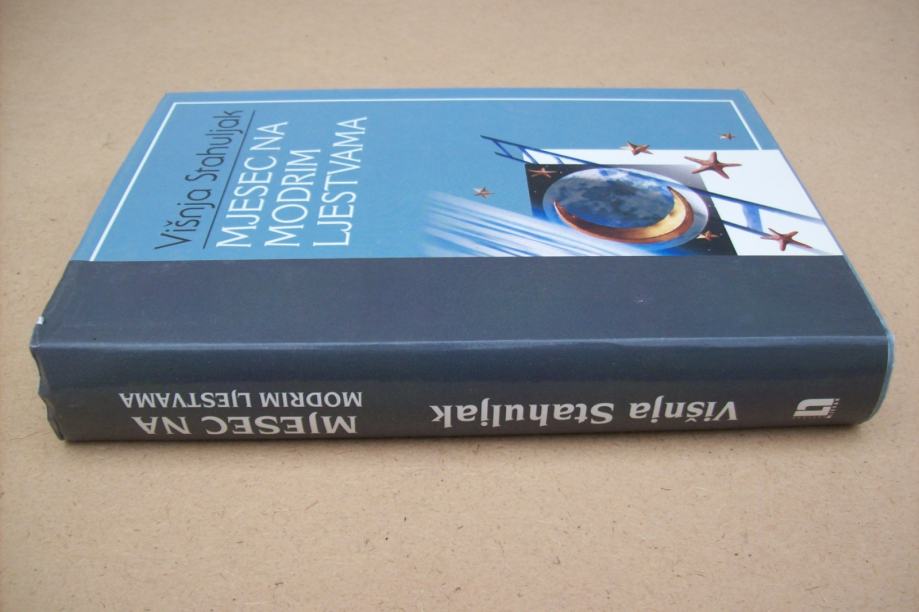 Višnja Stahuljak
MJESEC NA
MODRIM
LJESTVAMA
Višnja Stahuljak
MJESEC NA
MODRIM LJESTVAMA